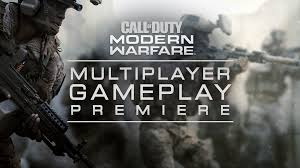 CALL OF DUTY
MODERN
WARFARE
MULTIPLAYER
GAMEPLAY
PREMIERE